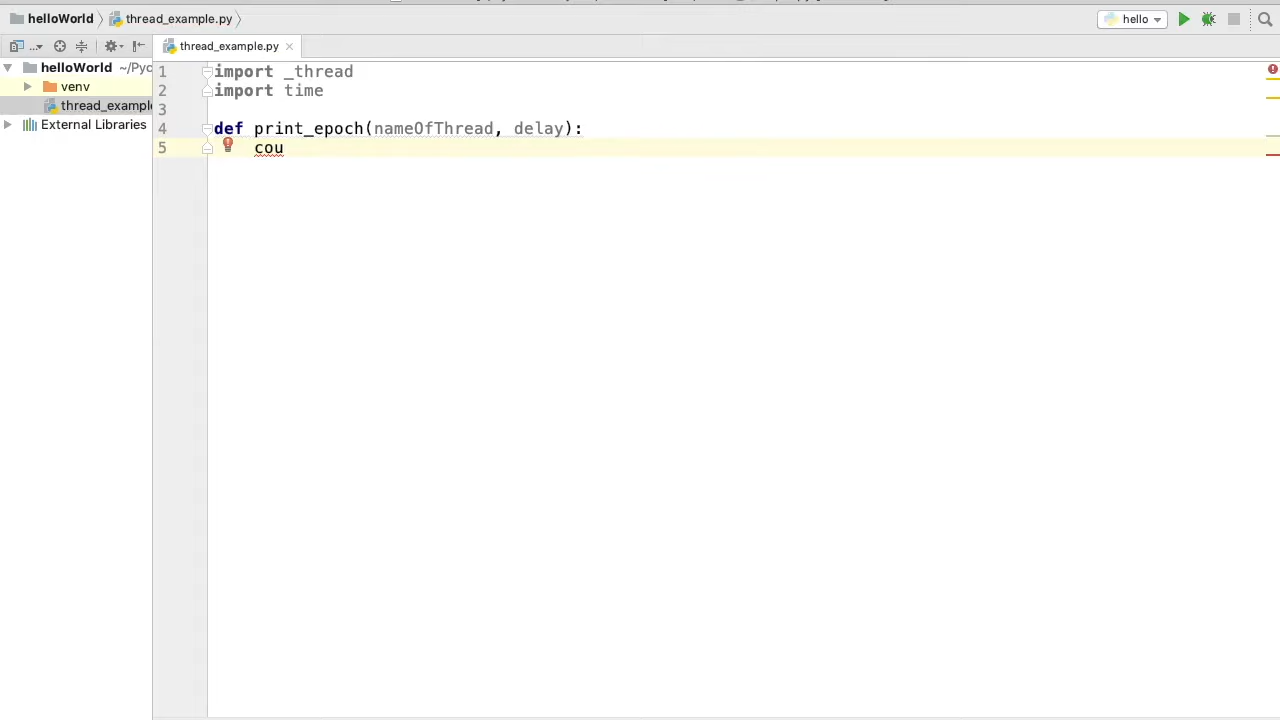 helloWorld thread_example.py hello
... thread_example.py
helloWorld ~/Pyc
venv
thread_example
External Libraries
1 import _thread
2 import time
3
4 def print_epoch(nameOfThread, delay):
5 cou